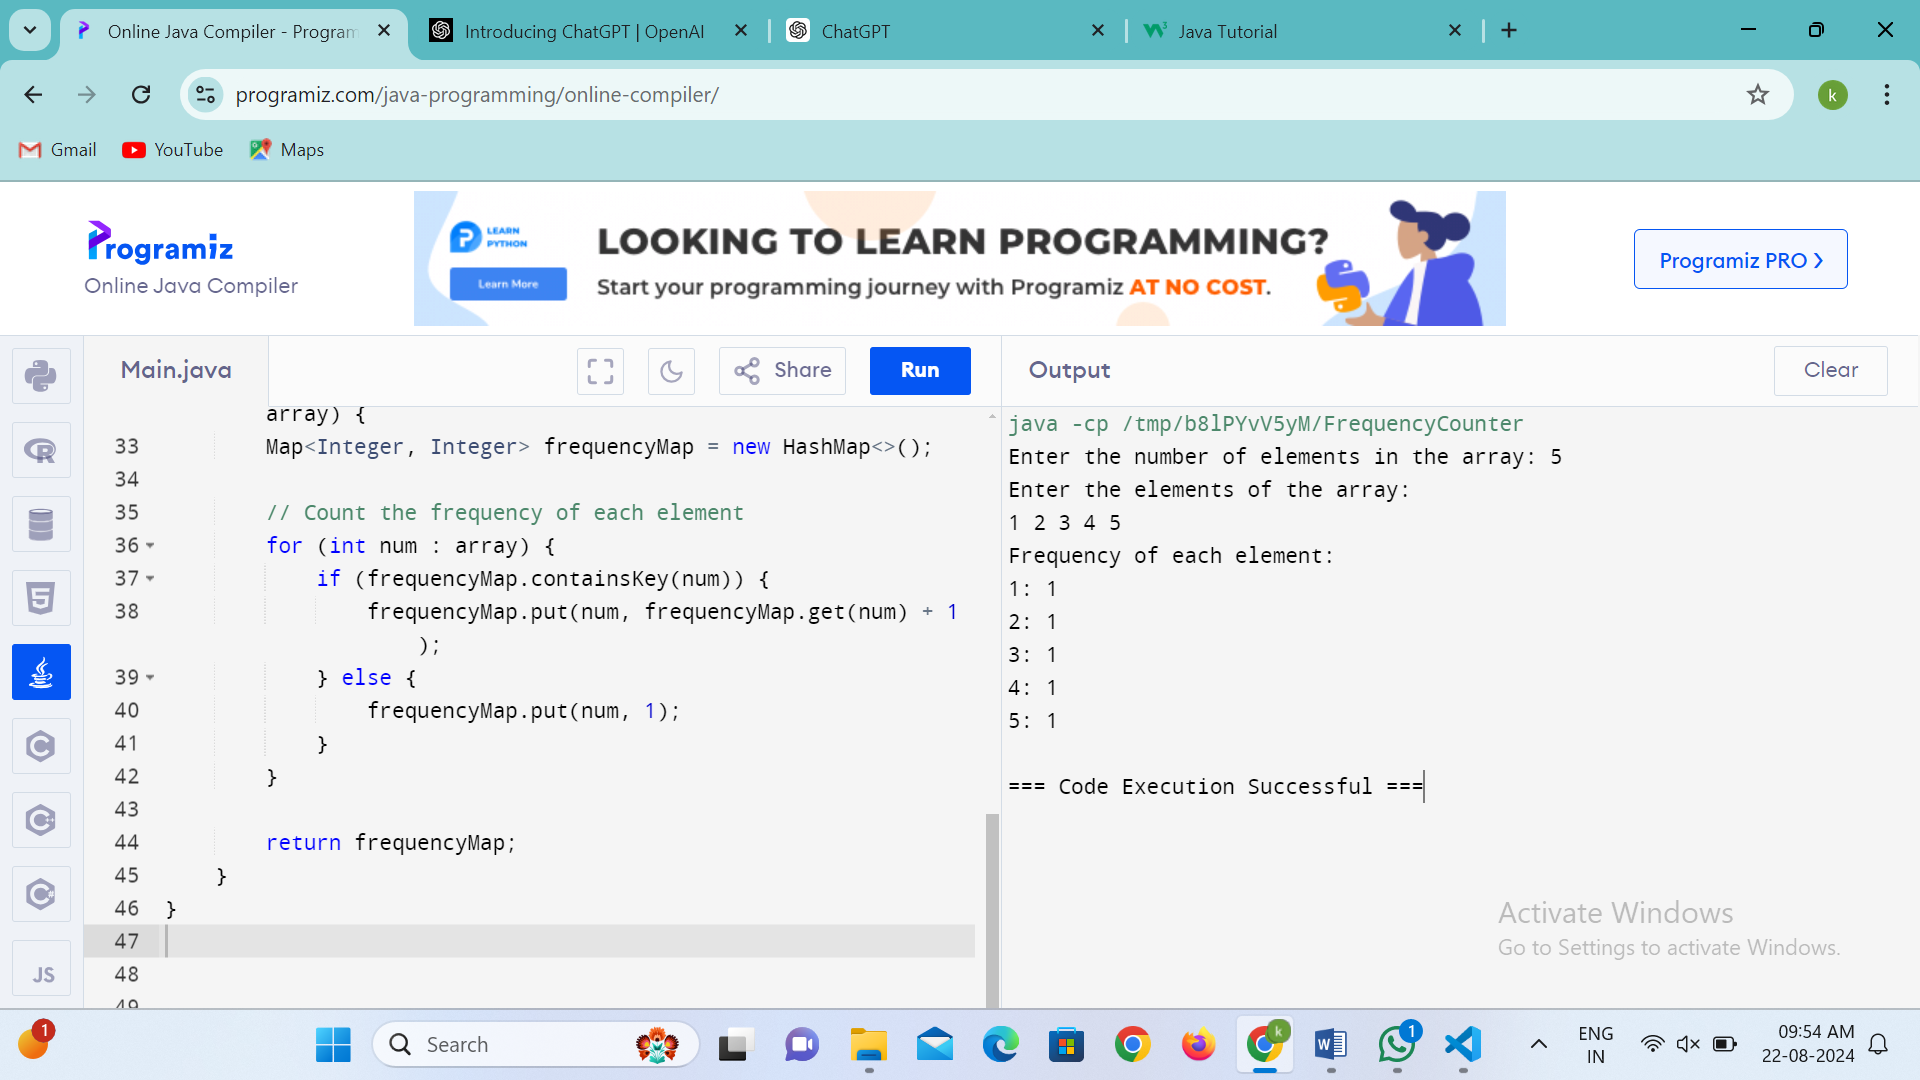 Online Java Compiler - Program
Introducing ChatGPT | OpenAI
ChatGPT
Java Tutorial
programiz.com/java-programming/online-compiler/
k
Gmail
YouTube
Maps
Programiz
Online Java Compiler
LEARN
PYTHON
Learn More
LOOKING TO LEARN PROGRAMMING?
Start your programming journey with Programiz AT NO COST.
Programiz PRO ❯
Main.java
Share
Run
Output
Clear
array) {
33 Map<Integer, Integer> frequencyMap = new HashMap<>();
34
35 // Count the frequency of each element
36 for (int num : array) {
37 if (frequencyMap.containsKey(num)) {
38 frequencyMap.put(num, frequencyMap.get(num) + 1
);
39 } else {
40 frequencyMap.put(num, 1);
41 }
42 }
43
44 return frequencyMap;
45 }
46 }
47
48
49
JS
java -cp /tmp/b8lPYvV5yM/FrequencyCounter
Enter the number of elements in the array: 5
Enter the elements of the array:
1 2 3 4 5
Frequency of each element:
1: 1
2: 1
3: 1
4: 1
5: 1
=== Code Execution Successful ===
Activate Windows
Go to Settings to activate Windows.
1
Search
k
1
ENG
IN
09:54 AM
22-08-2024